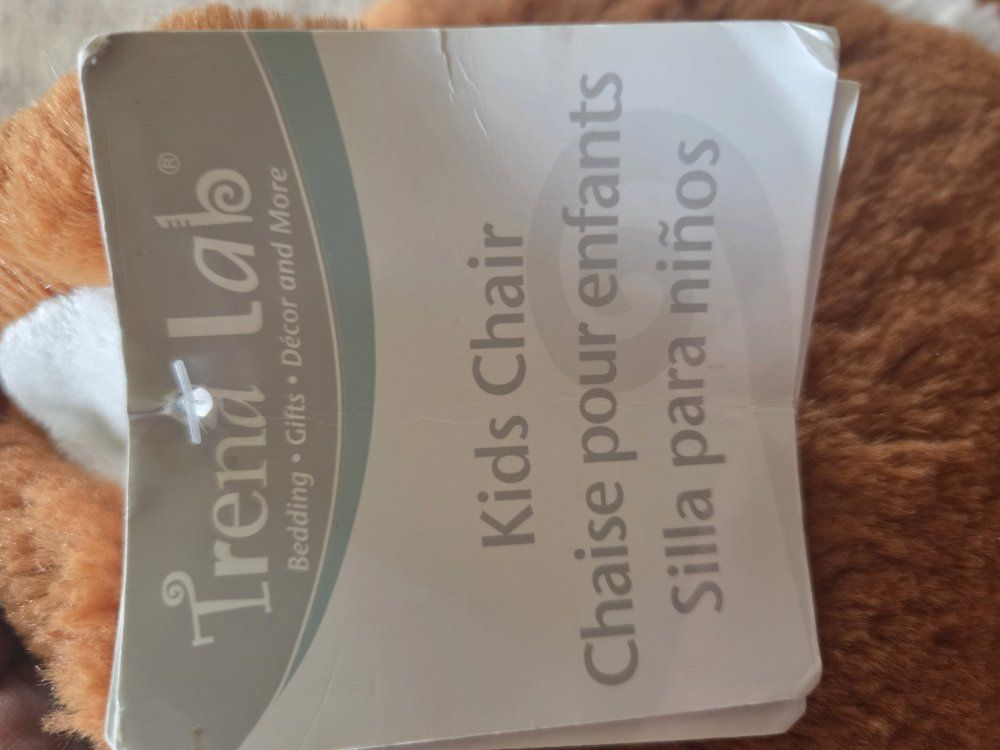 Trend Lab®
Bedding • Gifts • Décor and More
Kids Chair
Chaise pour enfants
Silla para niños